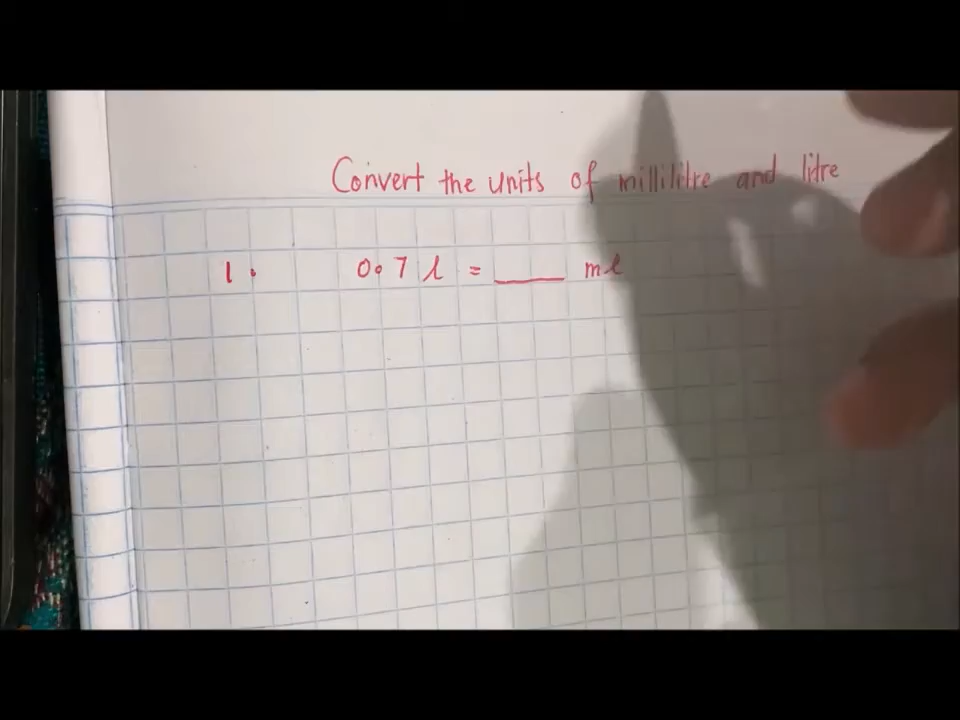 Convert the units of millilitre and litre
1. 0.7 l = ____ ml